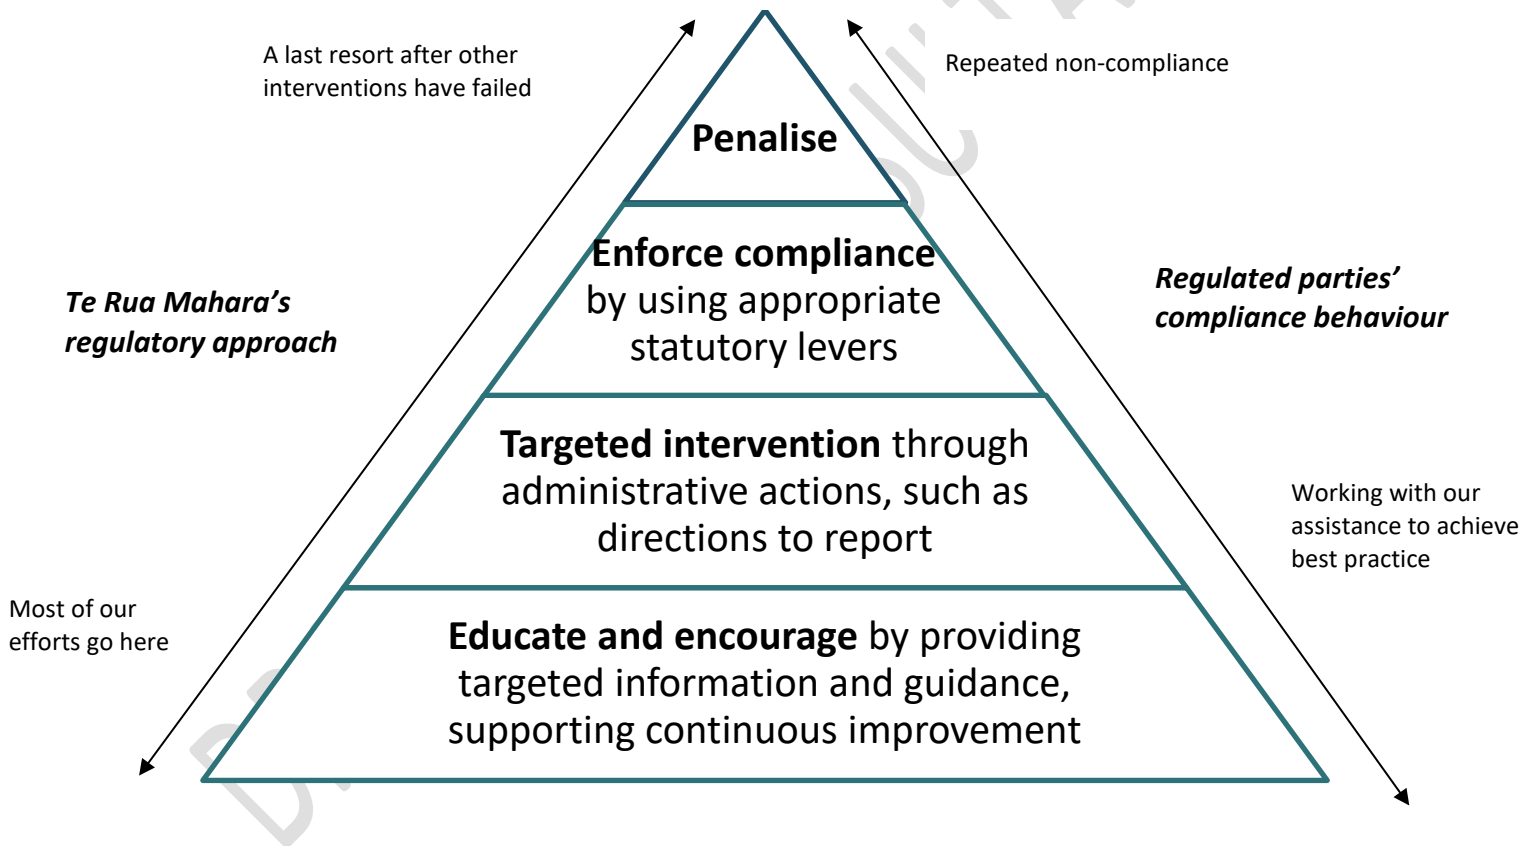 A last resort after other
interventions have failed
Repeated non-compliance
Penalise
Enforce compliance
by using appropriate
statutory levers
Te Rua Mahara’s
regulatory approach
Regulated parties’
compliance behaviour
Targeted intervention through
administrative actions, such as
directions to report
Working with our
assistance to achieve
best practice
Most of our
efforts go here
Educate and encourage by providing
targeted information and guidance,
supporting continuous improvement